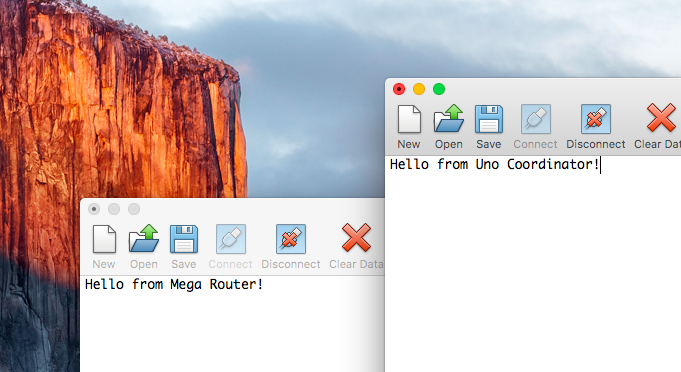 New Open Save Connect Disconnect Clear Dat
Hello from Uno Coordinator!
New Open Save Connect Disconnect Clear Data
Hello from Mega Router!